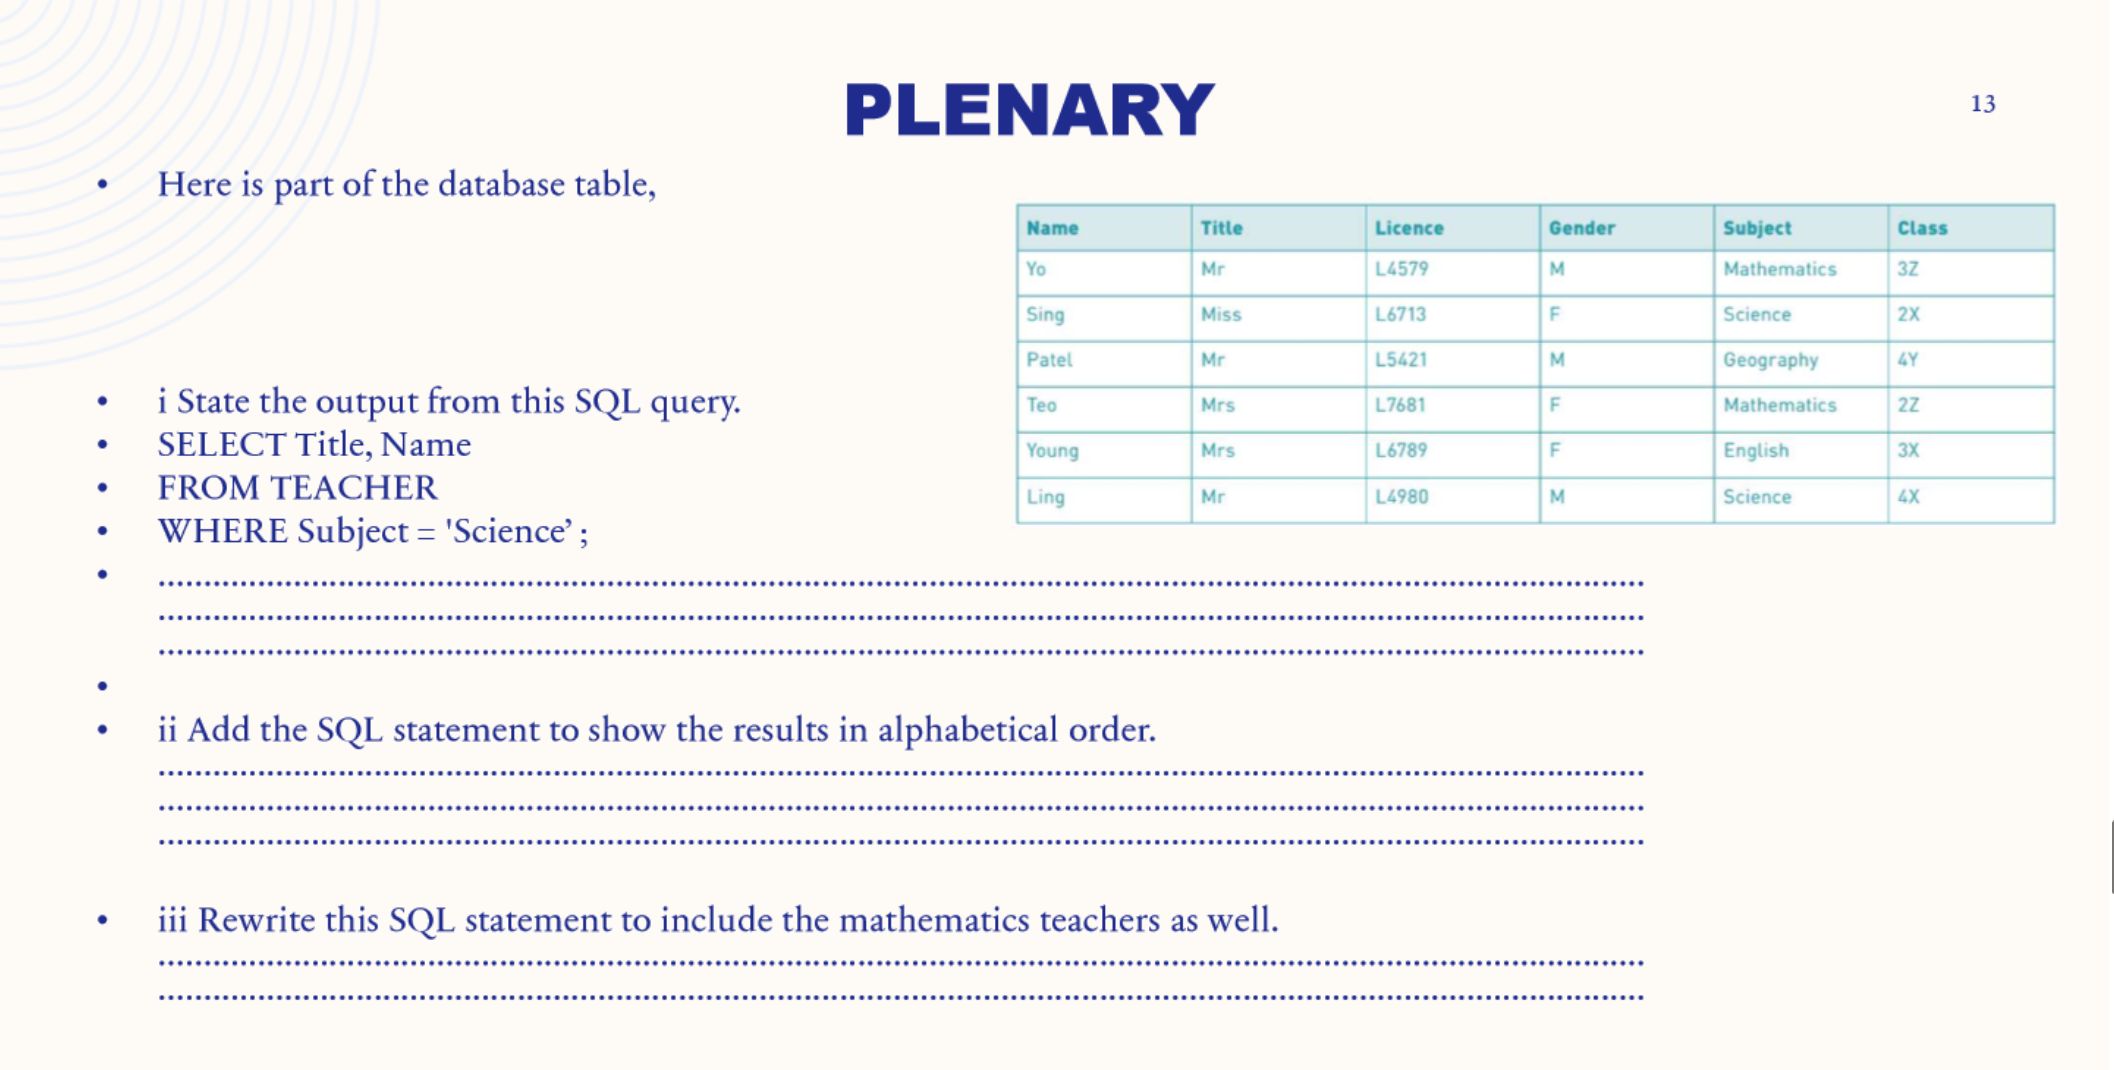 PLENARY
13
• Here is part of the database table,
Name Title Licence Gender Subject Class
Yo Mr L4579 M Mathematics 3Z
Sing Miss L6713 F Science 2X
Patel Mr L5421 M Geography 4Y
Teo Mrs L7681 F Mathematics 2Z
Young Mrs L6789 F English 3X
Ling Mr L4980 M Science 4X
• i State the output from this SQL query.
• SELECT Title, Name
• FROM TEACHER
• WHERE Subject = 'Science’ ;
• ii Add the SQL statement to show the results in alphabetical order.
• iii Rewrite this SQL statement to include the mathematics teachers as well.